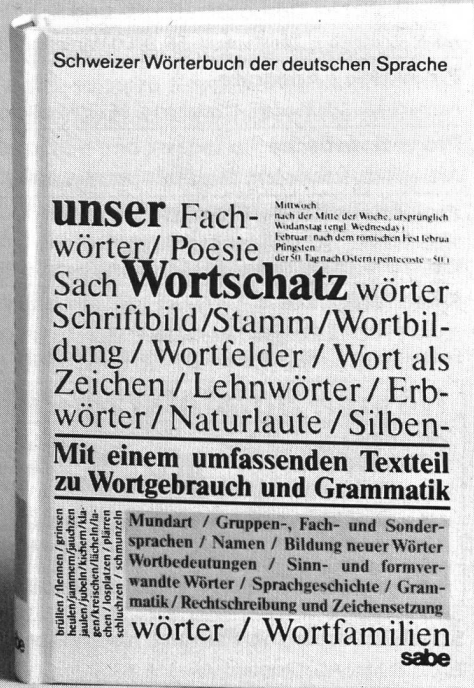 Schweizer Wörterbuch der deutschen Sprache
unser Fach-
Mittwoch
nach der Mitte der Woche, ursprünglich
Wodanstag (engl. Wednesday)
Februar nach dem römischen Fest februa
Pfingsten
der 50. Tag nach Ostern (pentecoste = 50.)
wörter / Poesie
Sach Wortschatz wörter
Schriftbild/Stamm/Wortbil-
dung / Wortfelder / Wort als
Zeichen / Lehnwörter / Erb-
wörter / Naturlaute / Silben-
Mit einem umfassenden Textteil
zu Wortgebrauch und Grammatik
brüllen / flennen / grinsen
heulen/jammern/jauchzen
jaulen/jubeln/kichern/kla-
gen/kreischen/lächeln/la-
chen / losplatzen / plärren
schluchzen / schmunzeln
Mundart / Gruppen-, Fach- und Sonder-
sprachen / Namen / Bildung neuer Wörter
Wortbedeutungen / Sinn- und formver-
wandte Wörter / Sprachgeschichte / Gram-
matik / Rechtschreibung und Zeichensetzung
wörter / Wortfamilien
sabe